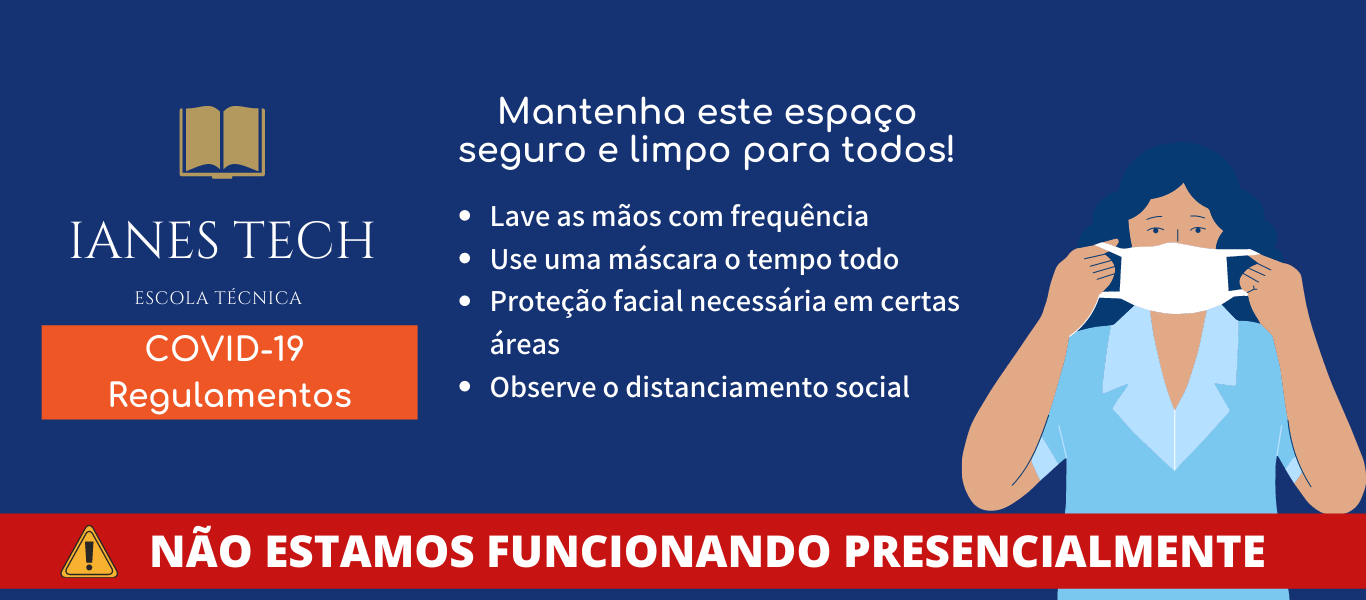 IANES TECH
ESCOLA TÉCNICA
COVID-19
Regulamentos
Mantenha este espaço
seguro e limpo para todos!
Lave as mãos com frequência
Use uma máscara o tempo todo
Proteção facial necessária em certas
áreas
Observe o distanciamento social
NÃO ESTAMOS FUNCIONANDO PRESENCIALMENTE